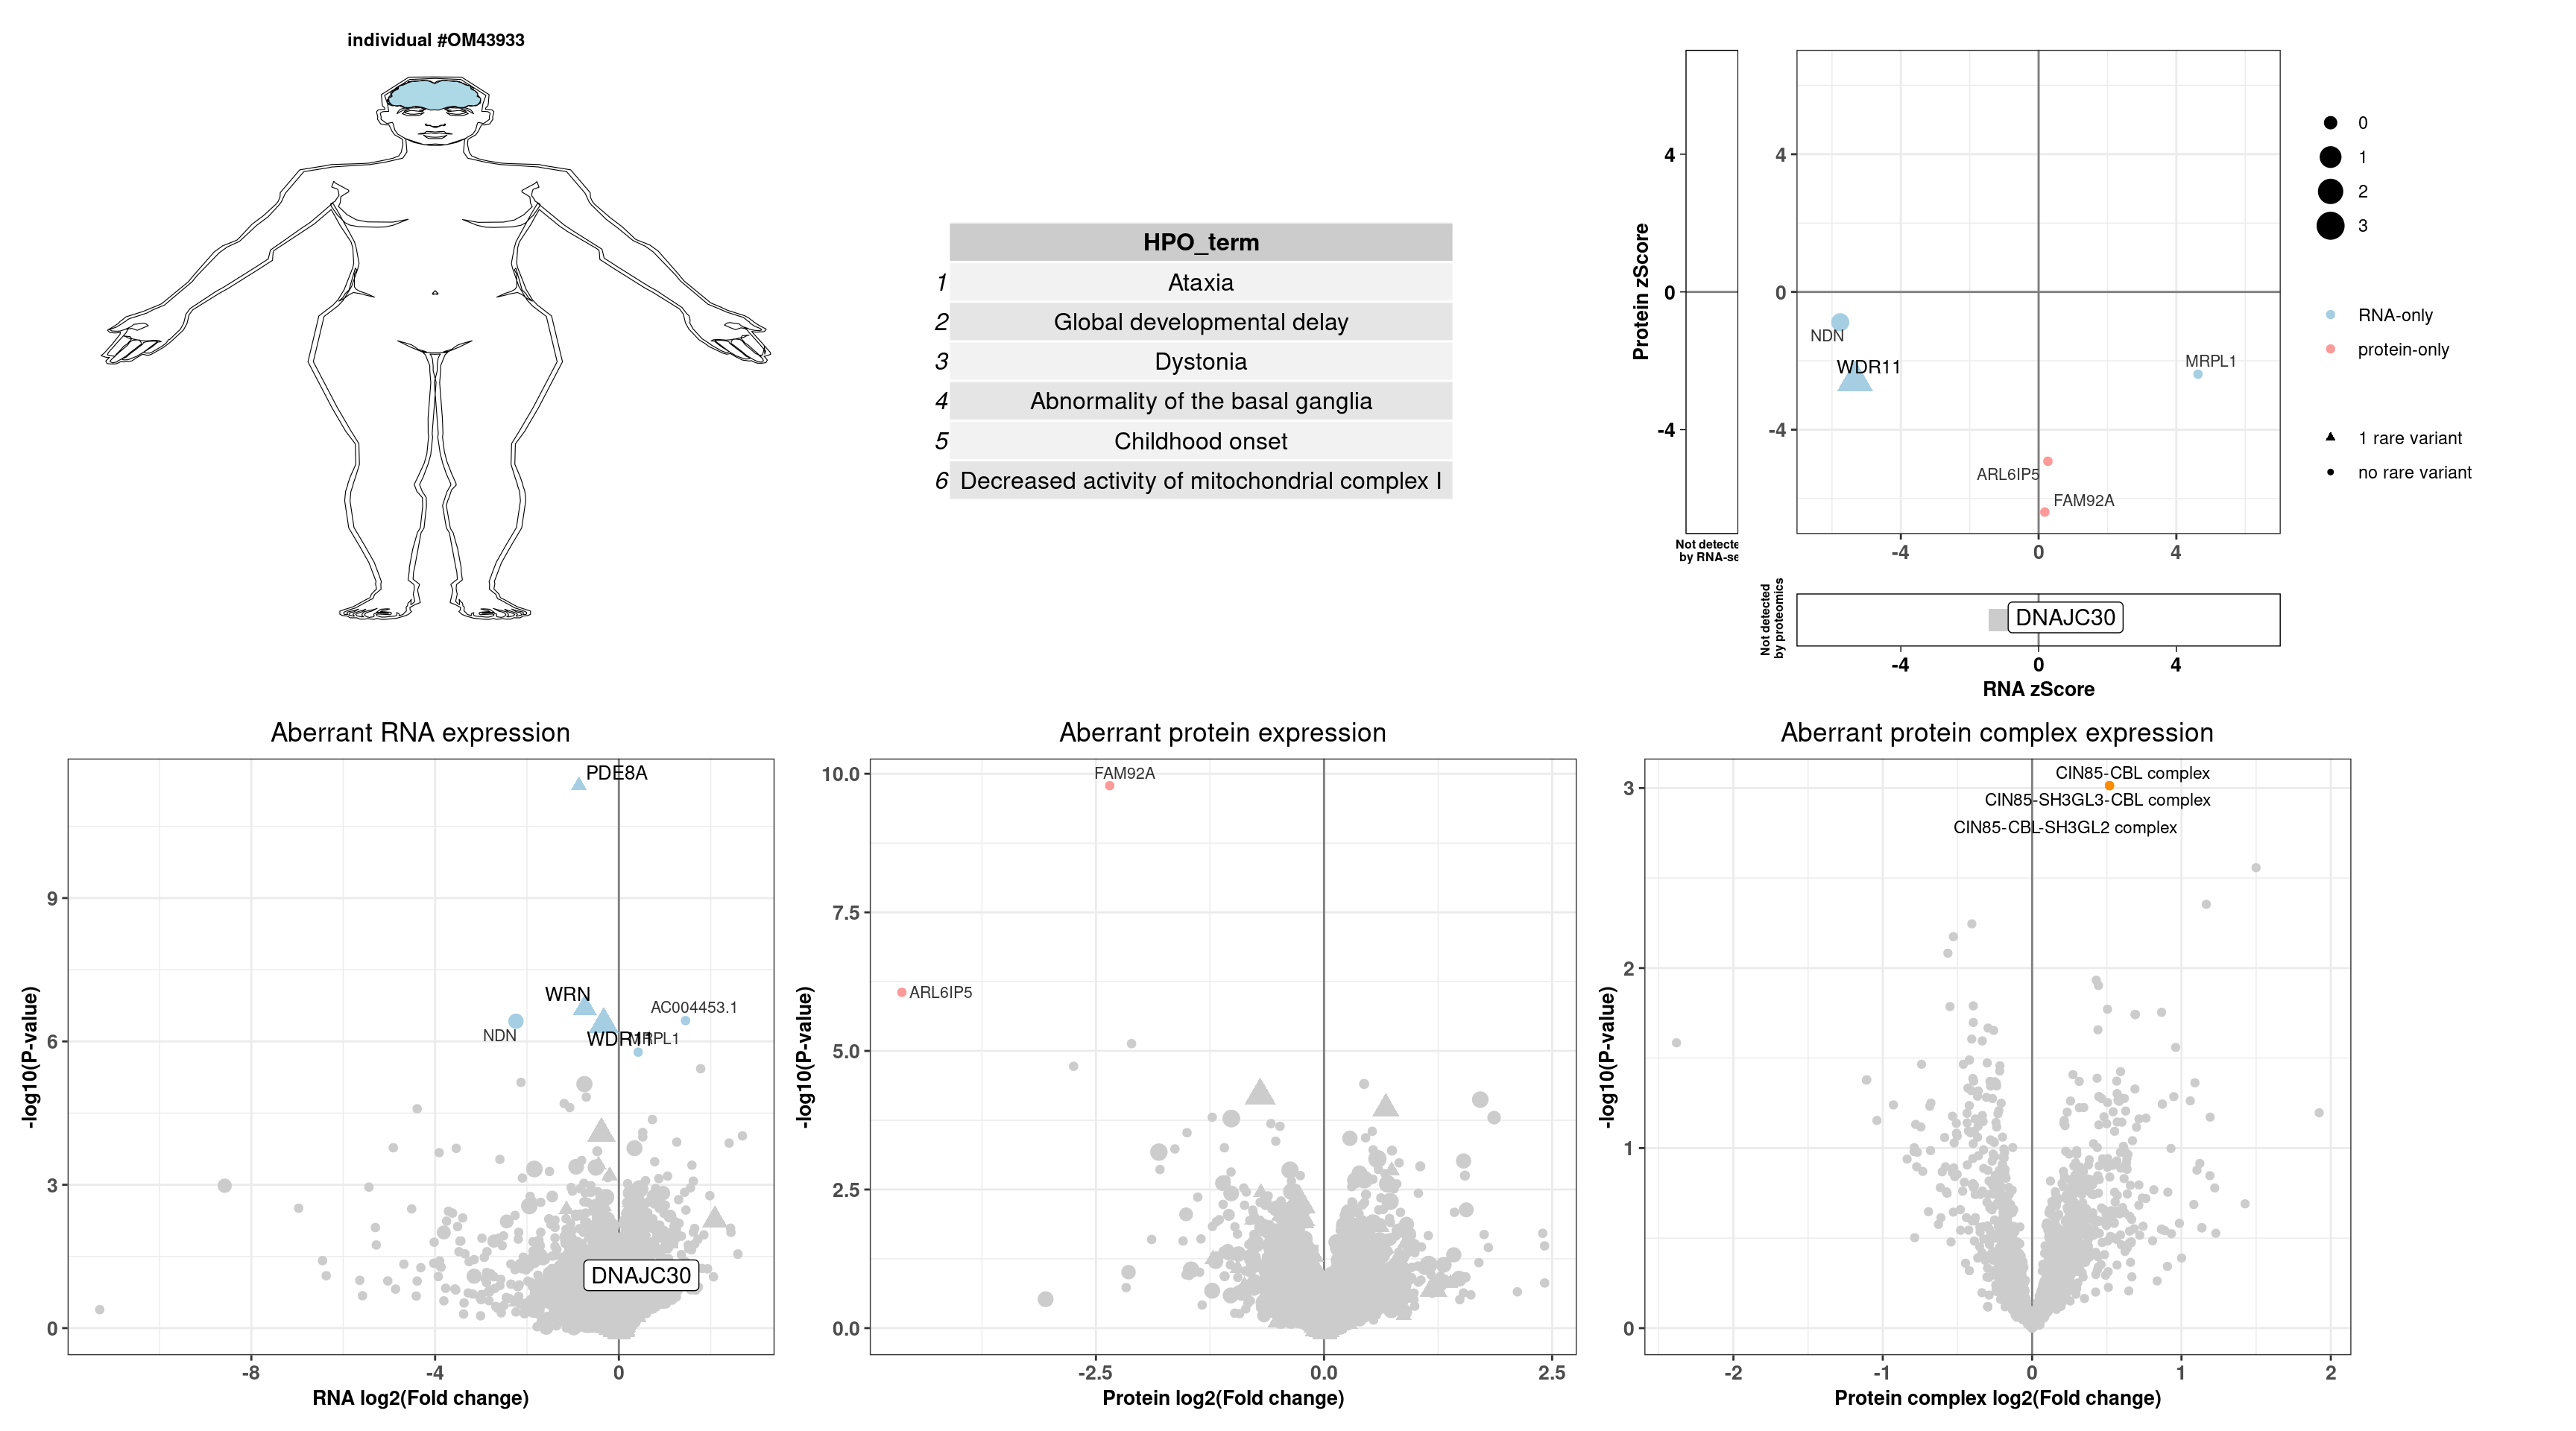 individual #OM43933
HPO_term
1 Ataxia
2 Global developmental delay
3 Dystonia
4 Abnormality of the basal ganglia
5 Childhood onset
6 Decreased activity of mitochondrial complex I
Protein zScore
4
0
-4
Not detecte
by RNA-se
4
0
-4
NDN
WDR11
MRPL1
ARL6IP5
FAM92A
-4 0 4
Not detected
by proteomics
DNAJC30
-4 0 4
RNA zScore
0
1
2
3
RNA-only
protein-only
1 rare variant
no rare variant
Aberrant RNA expression
-log10(P-value)
9
6
3
0
PDE8A
WRN
AC004453.1
NDN
WDR11
MRPL1
DNAJC30
-8 -4 0
RNA log2(Fold change)
Aberrant protein expression
-log10(P-value)
10.0
7.5
5.0
2.5
0.0
FAM92A
ARL6IP5
-2.5 0.0 2.5
Protein log2(Fold change)
Aberrant protein complex expression
-log10(P-value)
3
2
1
0
CIN85-CBL complex
CIN85-SH3GL3-CBL complex
CIN85-CBL-SH3GL2 complex
-2 -1 0 1 2
Protein complex log2(Fold change)